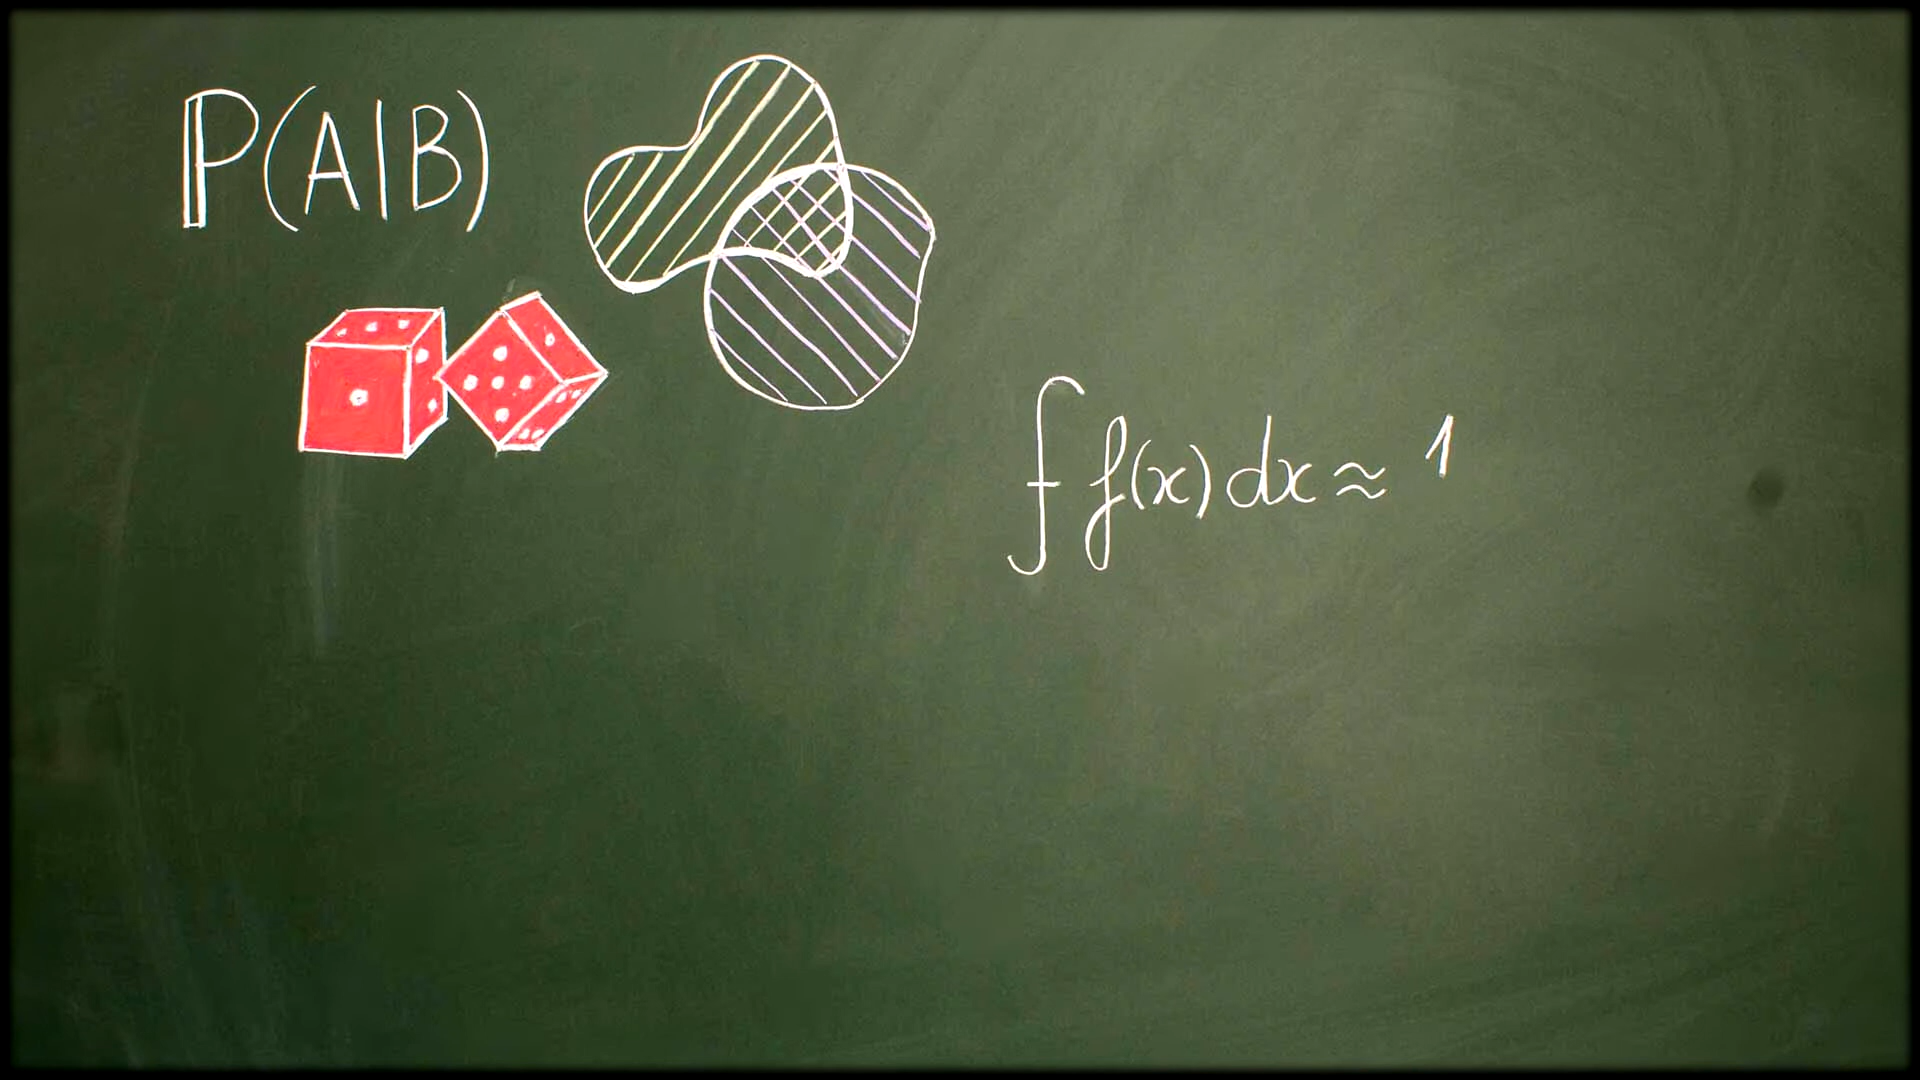 ℙ(A|B)
∫ f(x) dx ≈ 1